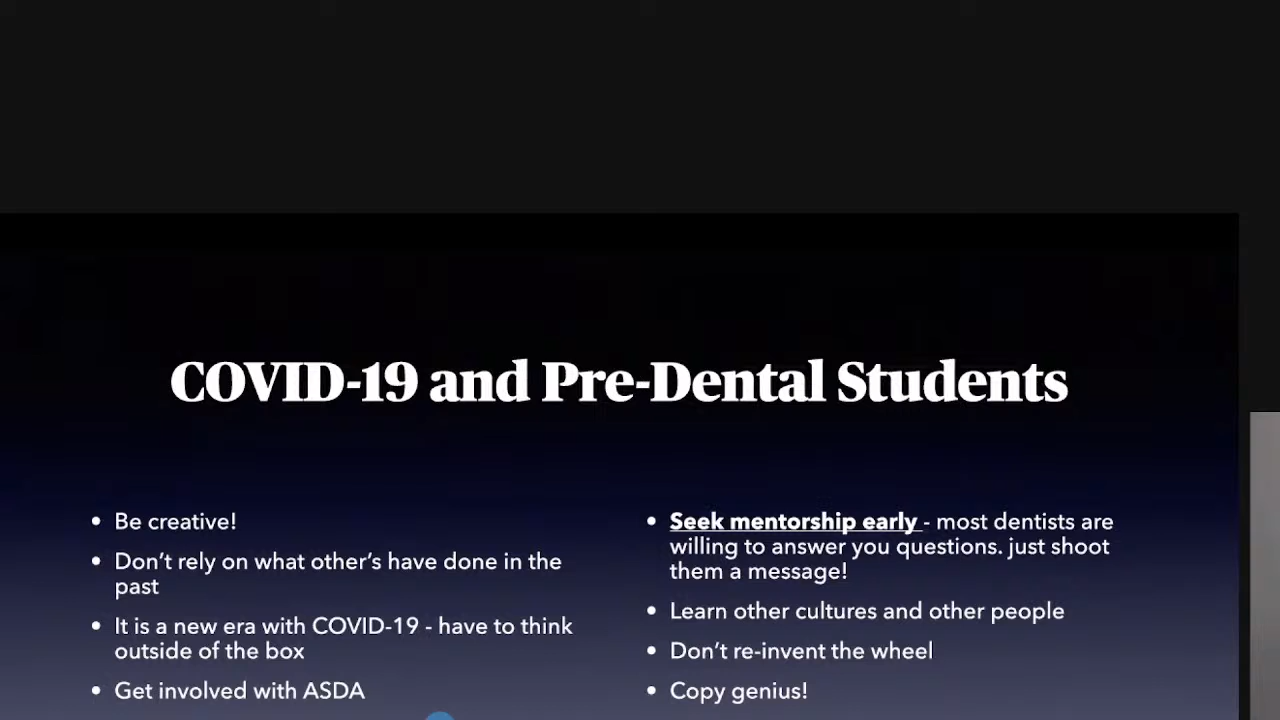 COVID-19 and Pre-Dental Students
• Be creative!
• Don’t rely on what other’s have done in the
past
• It is a new era with COVID-19 - have to think
outside of the box
• Get involved with ASDA
• Seek mentorship early - most dentists are
willing to answer you questions. just shoot
them a message!
• Learn other cultures and other people
• Don’t re-invent the wheel
• Copy genius!